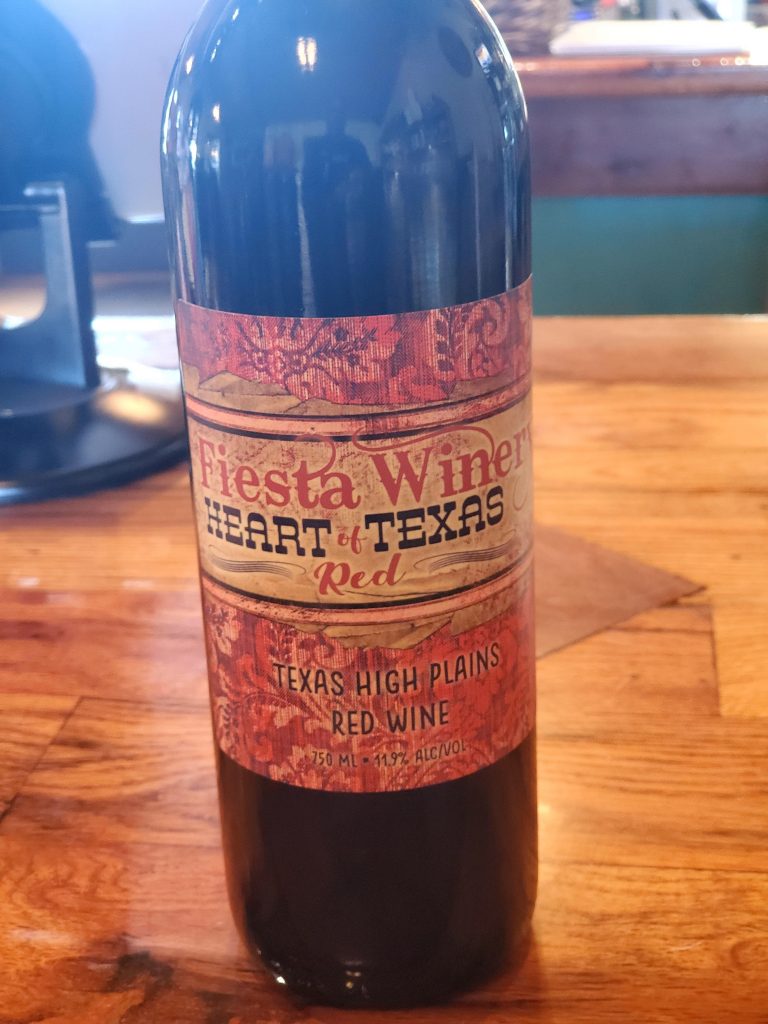 Fiesta Winery
HEART of TEXAS
Red
TEXAS HIGH PLAINS
RED WINE
750 ML • 11.9% ALC/VOL